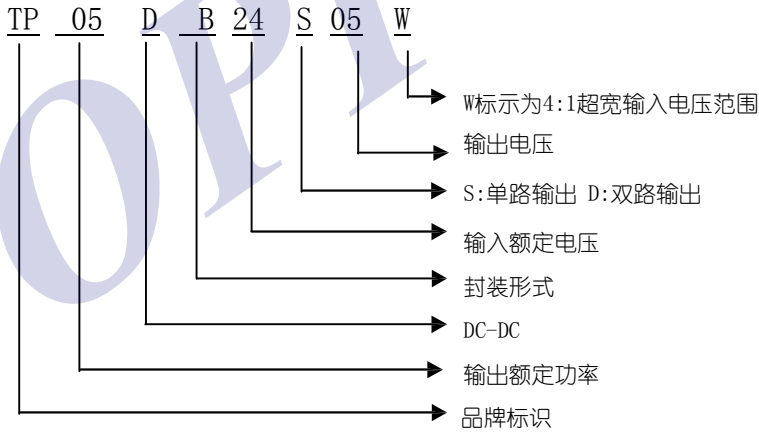 TP 05 D B 24 S 05 W
W标示为4:1超宽输入电压范围
输出电压
S:单路输出 D:双路输出
输入额定电压
封装形式
DC-DC
输出额定功率
品牌标识